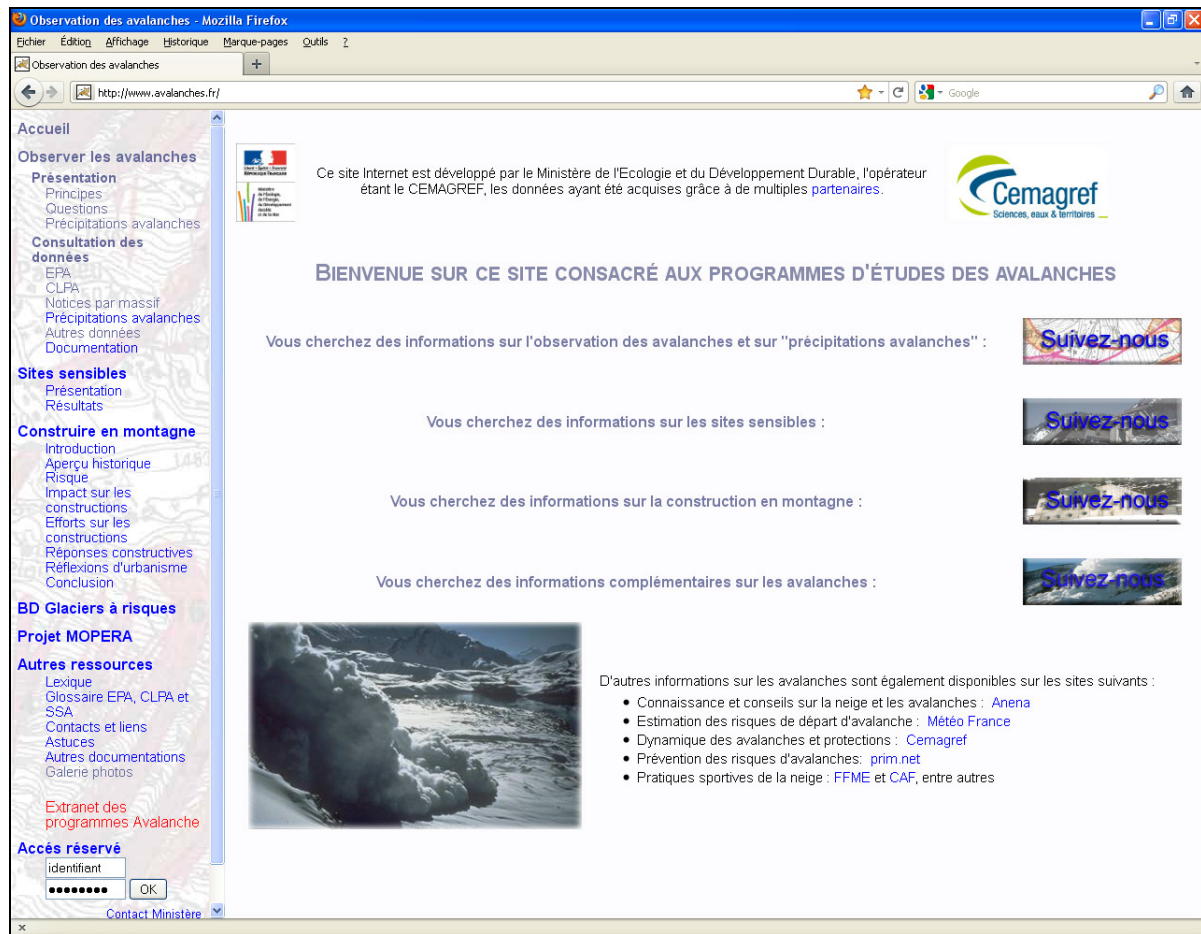 Observation des avalanches - Mozilla Firefox
Fichier Édition Affichage Historique Marque-pages Outils ?
Observation des avalanches
http://www.avalanches.fr/
Google
Accueil
Observer les avalanches
Présentation
Principes
Questions
Précipitations avalanches
Consultation des
données
EPA
CLPA
Notices par massif
Précipitations avalanches
Autres données
Documentation
Sites sensibles
Présentation
Résultats
Construire en montagne
Introduction
Aperçu historique
Risque
Impact sur les
constructions
Efforts sur les
constructions
Réponses constructives
Réflexions d'urbanisme
Conclusion
BD Glaciers à risques
Projet MOPERA
Autres ressources
Lexique
Glossaire EPA, CLPA et
SSA
Contacts et liens
Astuces
Autres documentations
Galerie photos
Extranet des
programmes Avalanche
Accés réservé
identifiant
OK
Contact Ministère
Ce site Internet est développé par le Ministère de l'Ecologie et du Développement Durable, l'opérateur
étant le CEMAGREF, les données ayant été acquises grâce à de multiples partenaires.
Cemagref
Sciences, eaux & territoires
BIENVENUE SUR CE SITE CONSACRÉ AUX PROGRAMMES D'ÉTUDES DES AVALANCHES
Vous cherchez des informations sur l'observation des avalanches et sur "précipitations avalanches" :
Suivez-nous
Vous cherchez des informations sur les sites sensibles :
Suivez-nous
Vous cherchez des informations sur la construction en montagne :
Suivez-nous
Vous cherchez des informations complémentaires sur les avalanches :
Suivez-nous
D'autres informations sur les avalanches sont également disponibles sur les sites suivants :
• Connaissance et conseils sur la neige et les avalanches : Anena
• Estimation des risques de départ d'avalanche : Météo France
• Dynamique des avalanches et protections : Cemagref
• Prévention des risques d'avalanches: prim.net
• Pratiques sportives de la neige : FFME et CAF, entre autres